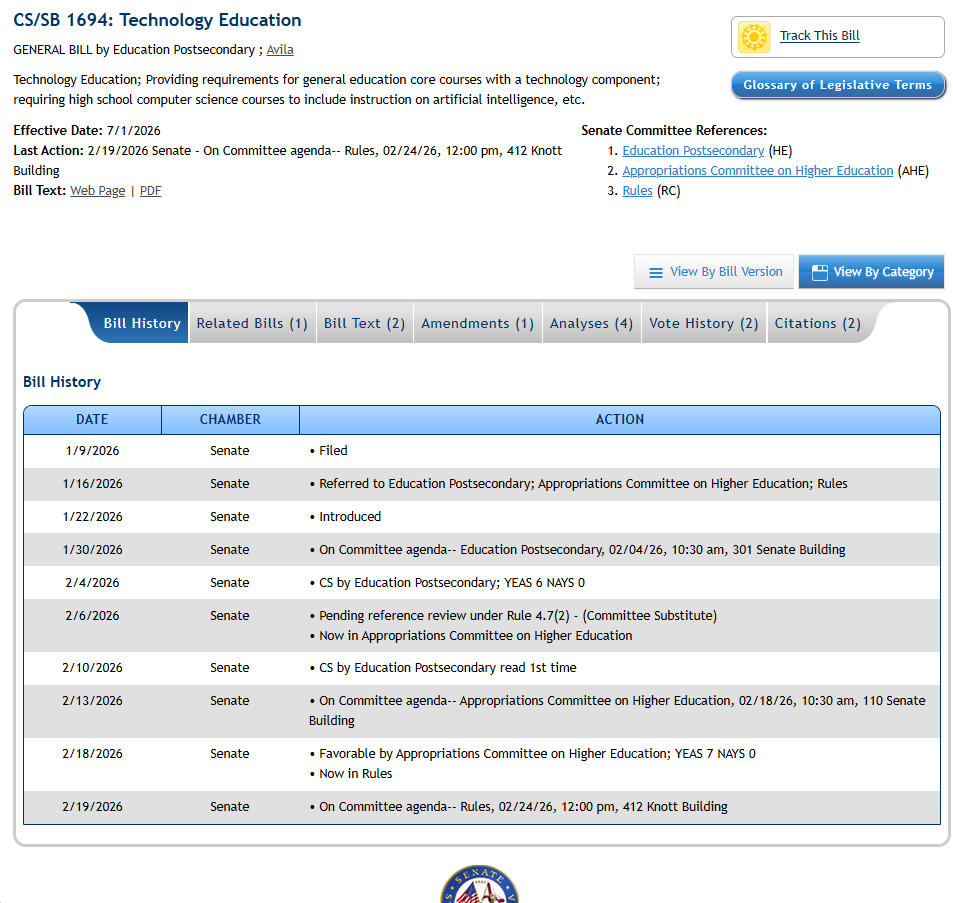 CS/SB 1694: Technology Education
GENERAL BILL by Education Postsecondary ; Avila
Track This Bill
Glossary of Legislative Terms
Technology Education; Providing requirements for general education core courses with a technology component;
requiring high school computer science courses to include instruction on artificial intelligence, etc.
Effective Date: 7/1/2026
Last Action: 2/19/2026 Senate - On Committee agenda-- Rules, 02/24/26, 12:00 pm, 412 Knott
Building
Bill Text: Web Page | PDF
Senate Committee References:
1. Education Postsecondary (HE)
2. Appropriations Committee on Higher Education (AHE)
3. Rules (RC)
View By Bill Version
View By Category
Bill History
Related Bills (1)
Bill Text (2)
Amendments (1)
Analyses (4)
Vote History (2)
Citations (2)
Bill History
DATE CHAMBER ACTION
1/9/2026 Senate • Filed
1/16/2026 Senate • Referred to Education Postsecondary; Appropriations Committee on Higher Education; Rules
1/22/2026 Senate • Introduced
1/30/2026 Senate • On Committee agenda-- Education Postsecondary, 02/04/26, 10:30 am, 301 Senate Building
2/4/2026 Senate • CS by Education Postsecondary; YEAS 6 NAYS 0
2/6/2026 Senate • Pending reference review under Rule 4.7(2) - (Committee Substitute)
• Now in Appropriations Committee on Higher Education
2/10/2026 Senate • CS by Education Postsecondary read 1st time
2/13/2026 Senate • On Committee agenda-- Appropriations Committee on Higher Education, 02/18/26, 10:30 am, 110 Senate
Building
2/18/2026 Senate • Favorable by Appropriations Committee on Higher Education; YEAS 7 NAYS 0
• Now in Rules
2/19/2026 Senate • On Committee agenda-- Rules, 02/24/26, 12:00 pm, 412 Knott Building
SENATE